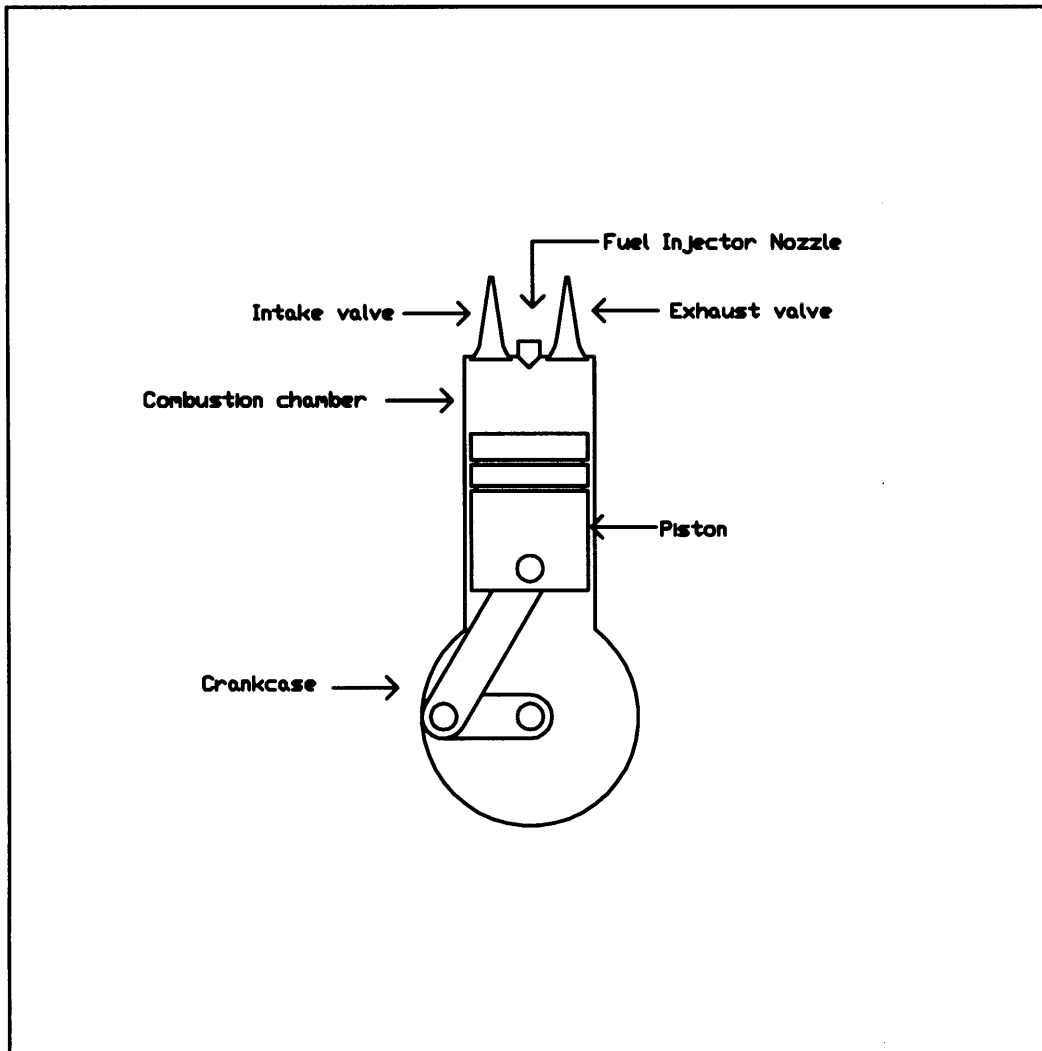 Fuel Injector Nozzle
Intake valve
Exhaust valve
Combustion chamber
Piston
Crankcase